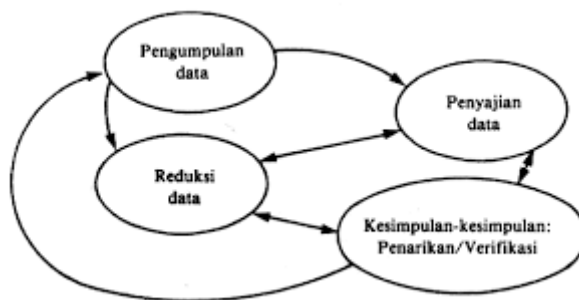 Pengumpulan
data
Penyajian
data
Reduksi
data
Kesimpulan-kesimpulan:
Penarikan/Verifikasi